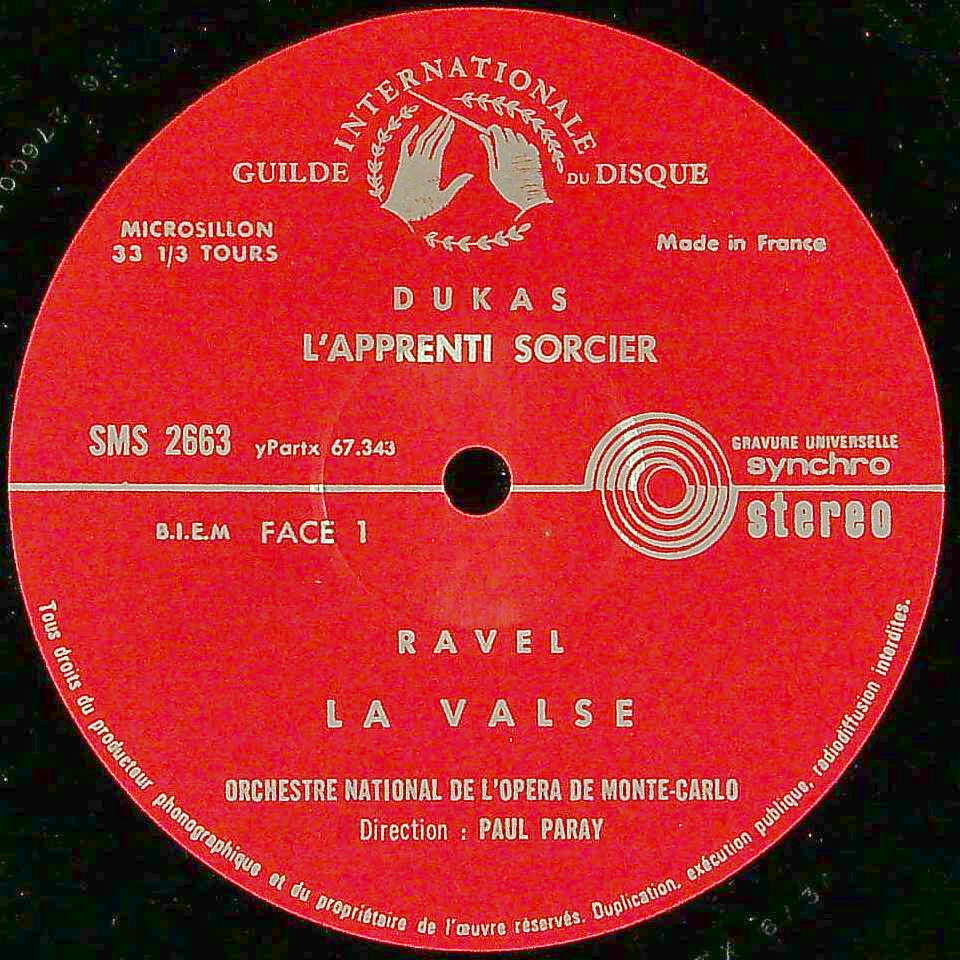 GUILDE INTERNATIONALE DU DISQUE
MICROSILLON
33 1/3 TOURS
Made in France
DUKAS
L'APPRENTI SORCIER
SMS 2663 yPartx 67.343
GRAVURE UNIVERSELLE
synchro
stereo
B.I.E.M FACE 1
RAVEL
LA VALSE
ORCHESTRE NATIONAL DE L'OPERA DE MONTE-CARLO
Direction : PAUL PARAY
Tous droits du producteur phonographique et du propriétaire de l'œuvre réservés. Duplication, exécution publique, radiodiffusion interdites.